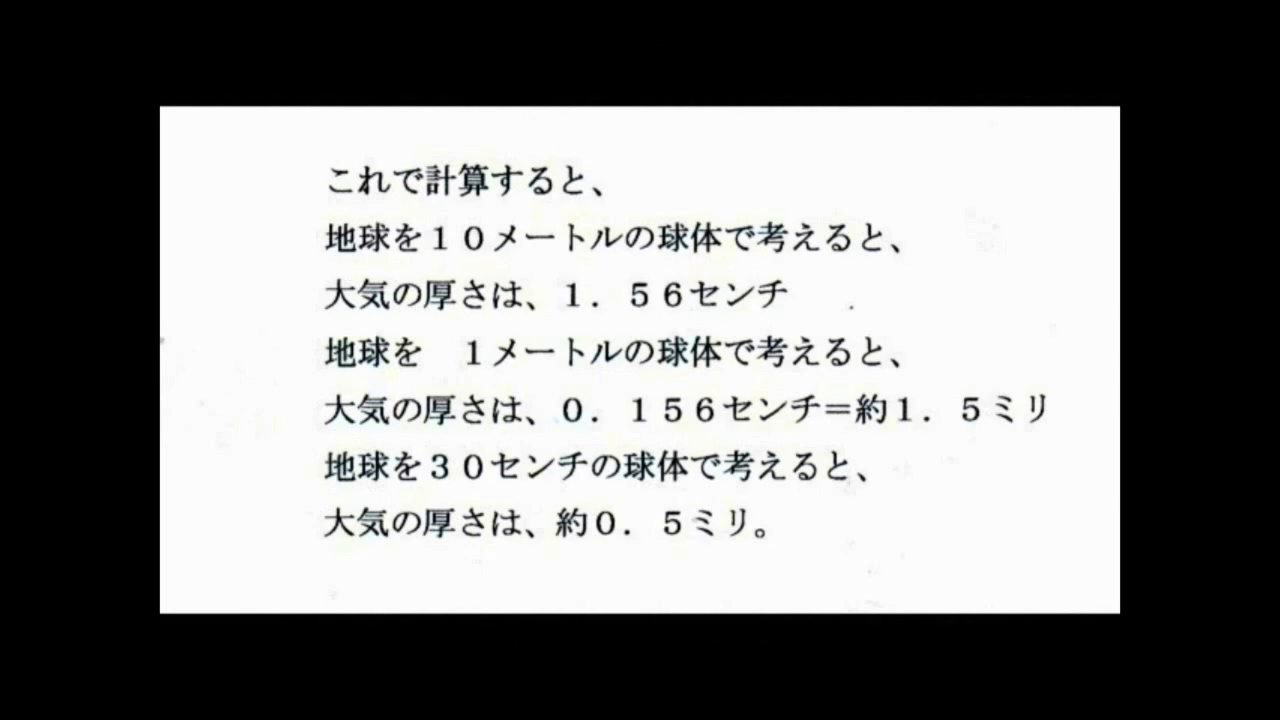 これで計算すると、
地球を１０メートルの球体で考えると、
大気の厚さは、１．５６センチ
地球を　１メートルの球体で考えると、
大気の厚さは、０．１５６センチ＝約１．５ミリ
地球を３０センチの球体で考えると、
大気の厚さは、約０．５ミリ。